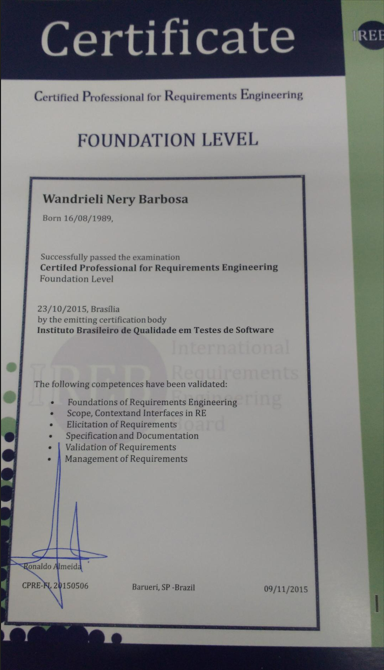 Certificate
IREB
Certified Professional for Requirements Engineering
FOUNDATION LEVEL
Wandrieli Nery Barbosa
Born 16/08/1989,
Successfully passed the examination
Certiled Professional for Requirements Engineering
Foundation Level
23/10/2015, Brasília
by the emitting certification body
Instituto Brasileiro de Qualidade em Testes de Software
IREB
International
Requirements
Engineering
Board
The following competences have been validated:
• Foundations of Requirements Engineering
• Scope, Contextand Interfaces in RE
• Elicitation of Requirements
• Specification and Documentation
• Validation of Requirements
• Management of Requirements
Ronaldo Almeida
CPRE-FL 20150506 Barueri, SP -Brazil 09/11/2015